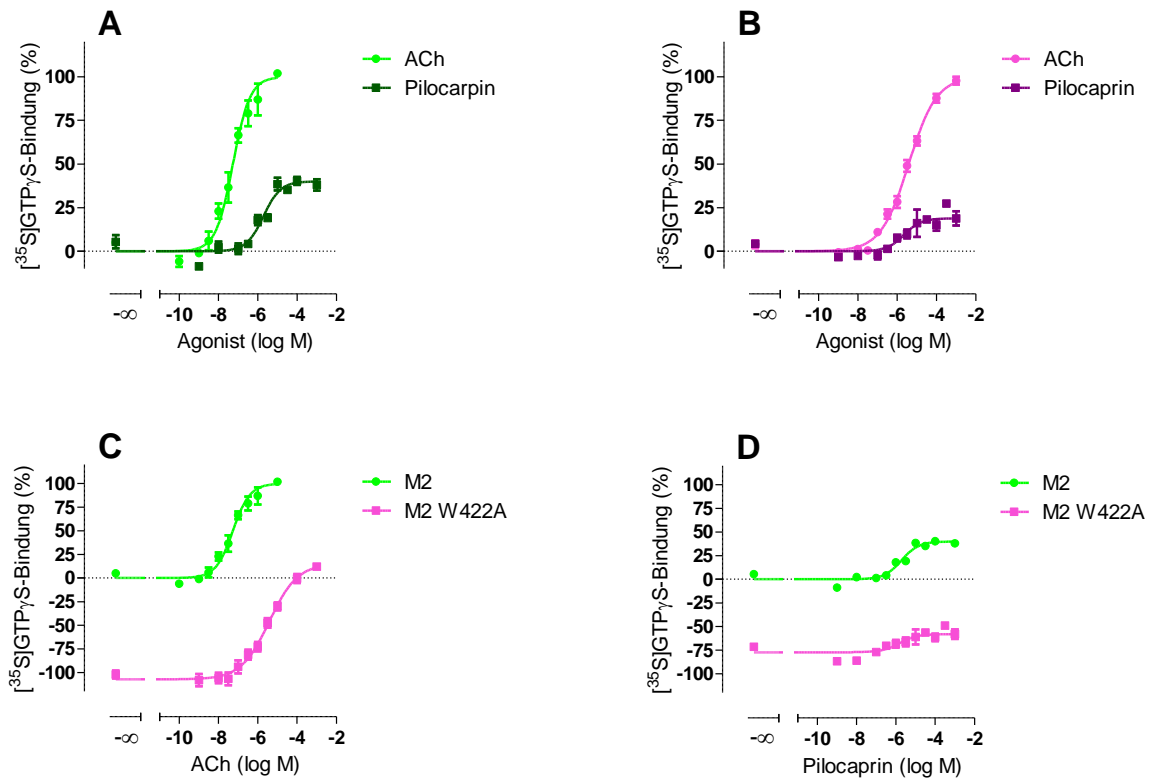 A
[³⁵S]GTPγS-Bindung (%)
100
75
50
25
0
-∞
-10
-8
-6
-4
-2
Agonist (log M)
ACh
Pilocarpin
B
[³⁵S]GTPγS-Bindung (%)
100
75
50
25
0
-∞
-10
-8
-6
-4
-2
Agonist (log M)
ACh
Pilocaprin
C
[³⁵S]GTPγS-Bindung (%)
100
75
50
25
0
-25
-50
-75
-100
-∞
-10
-8
-6
-4
-2
ACh (log M)
M2
M2 W422A
D
[³⁵S]GTPγS-Bindung (%)
100
75
50
25
0
-25
-50
-75
-100
-∞
-10
-8
-6
-4
-2
Pilocaprin (log M)
M2
M2 W422A